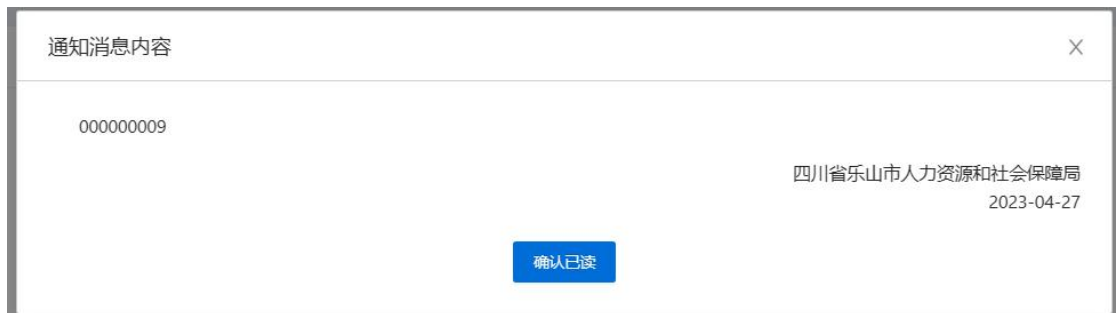 通知消息内容
000000009
四川省乐山市人力资源和社会保障局
2023-04-27
确认已读